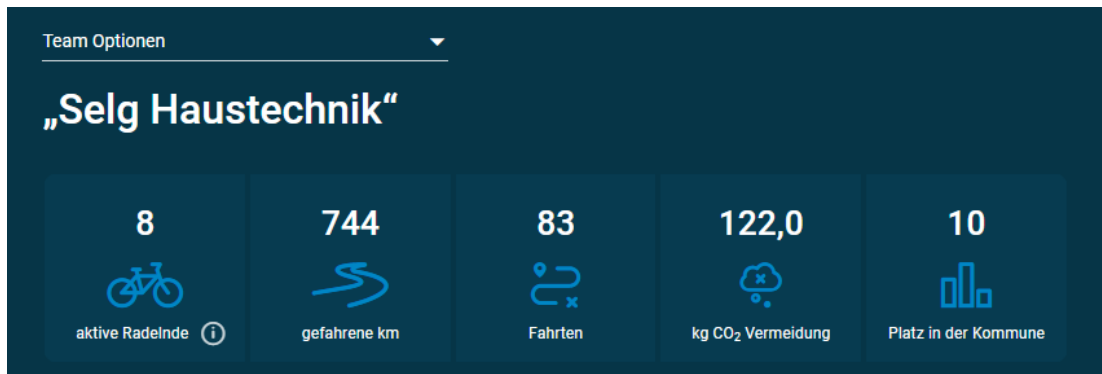 Team Optionen
„Selg Haustechnik“
8
744
83
122,0
10
aktive Radelnde
gefahrene km
Fahrten
kg CO₂ Vermeidung
Platz in der Kommune